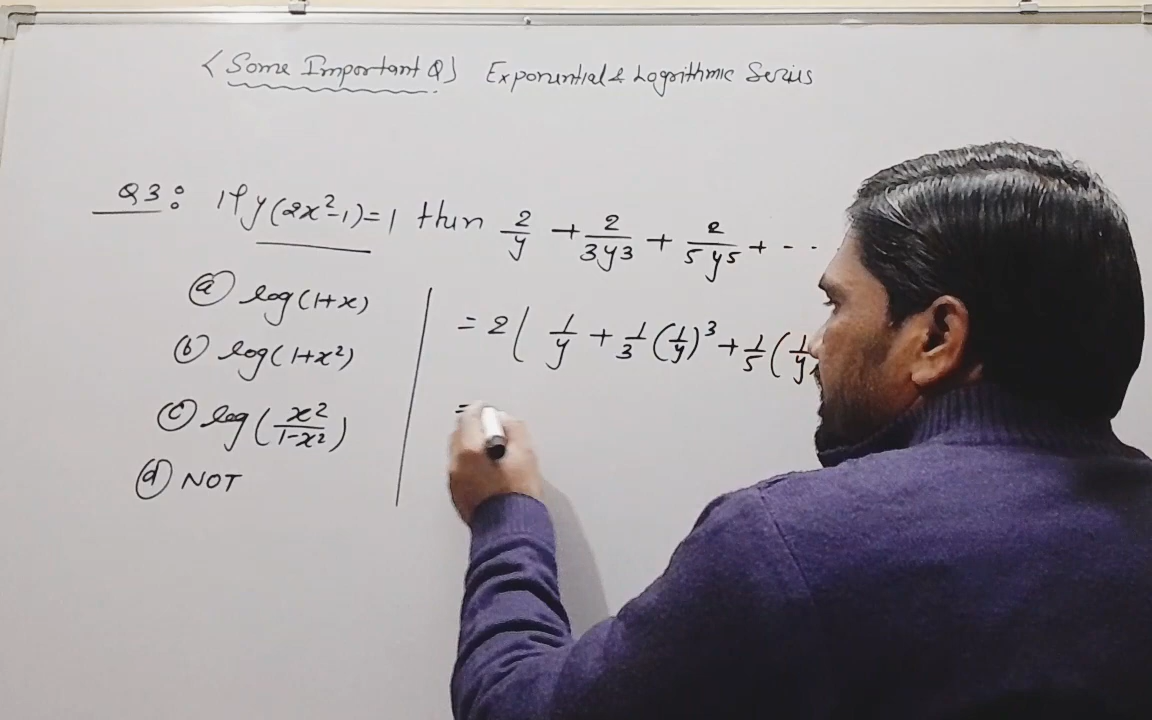 (Some Important Q) Exponential & Logarithmic Series
Q3: If y(2x²-1)=1 then 2/y + 2/3y3 + 2/5y5 + - - -
(a) log(1+x)
(b) log(1+x²)
(c) log(x²/1-x²)
(d) NOT
= 2( 1/y + 1/3 (1/y)³ + 1/5 (1/y
=